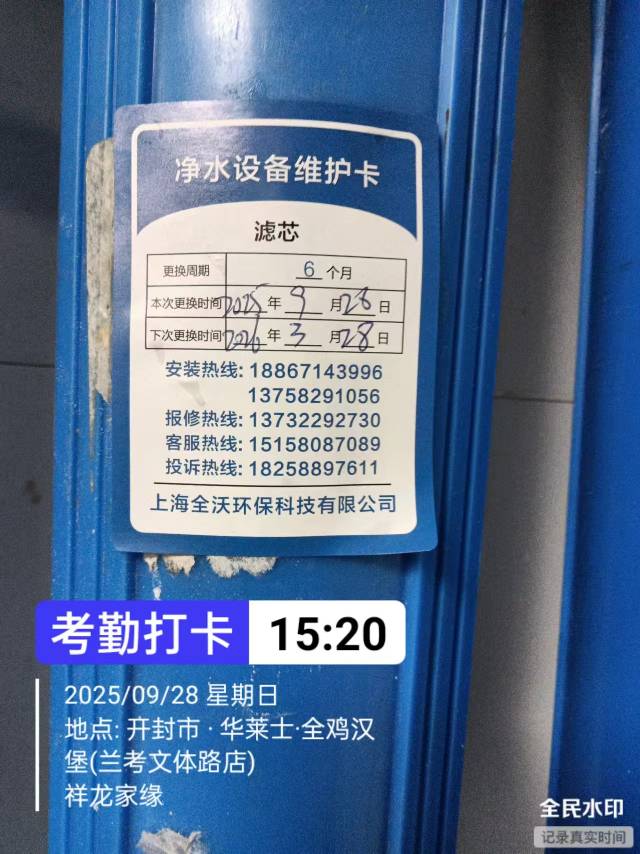 净水设备维护卡
滤芯
更换周期 6 个月
本次更换时间 2025 年 9 月 28 日
下次更换时间 2026 年 3 月 28 日
安装热线: 18867143996
13758291056
报修热线: 13732292730
客服热线: 15158087089
投诉热线: 18258897611
上海全沃环保科技有限公司
考勤打卡 15:20
2025/09/28 星期日
地点: 开封市 · 华莱士·全鸡汉
堡(兰考文体路店)
祥龙家缘
全民水印
记录真实时间